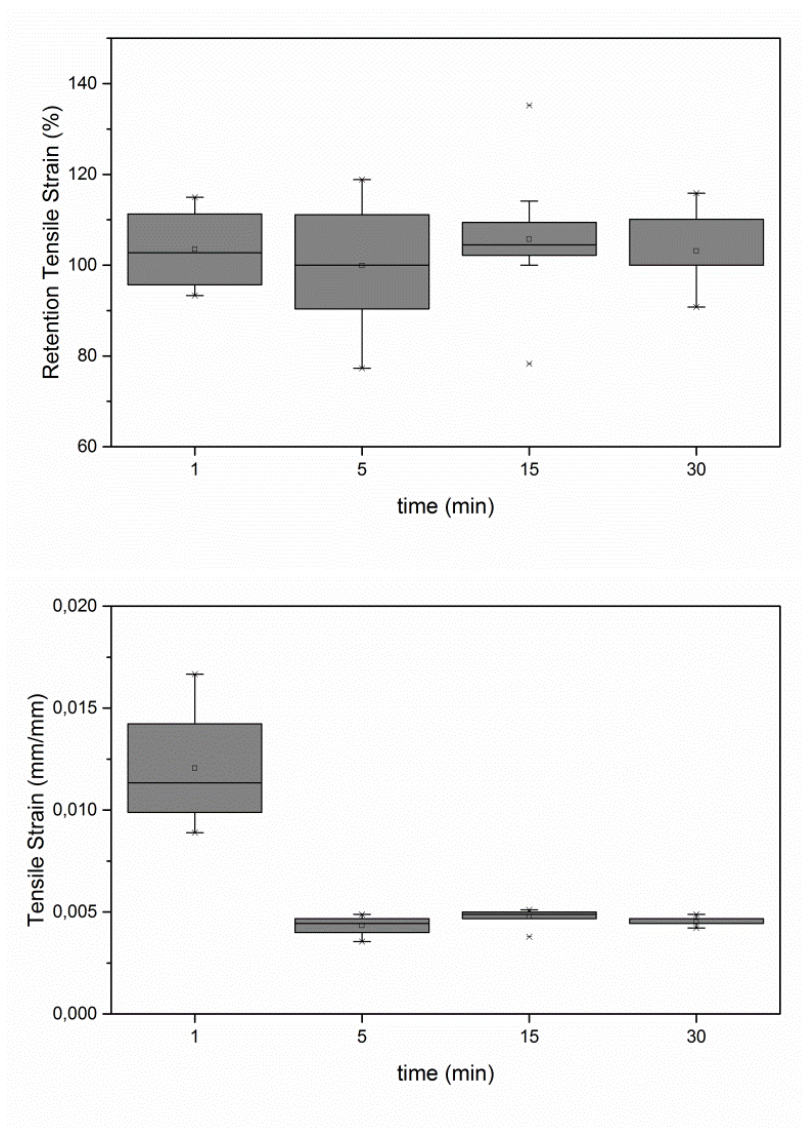 Retention Tensile Strain (%)
140
120
100
80
60
1 5 15 30
time (min)
Tensile Strain (mm/mm)
0,020
0,015
0,010
0,005
0,000
1 5 15 30
time (min)